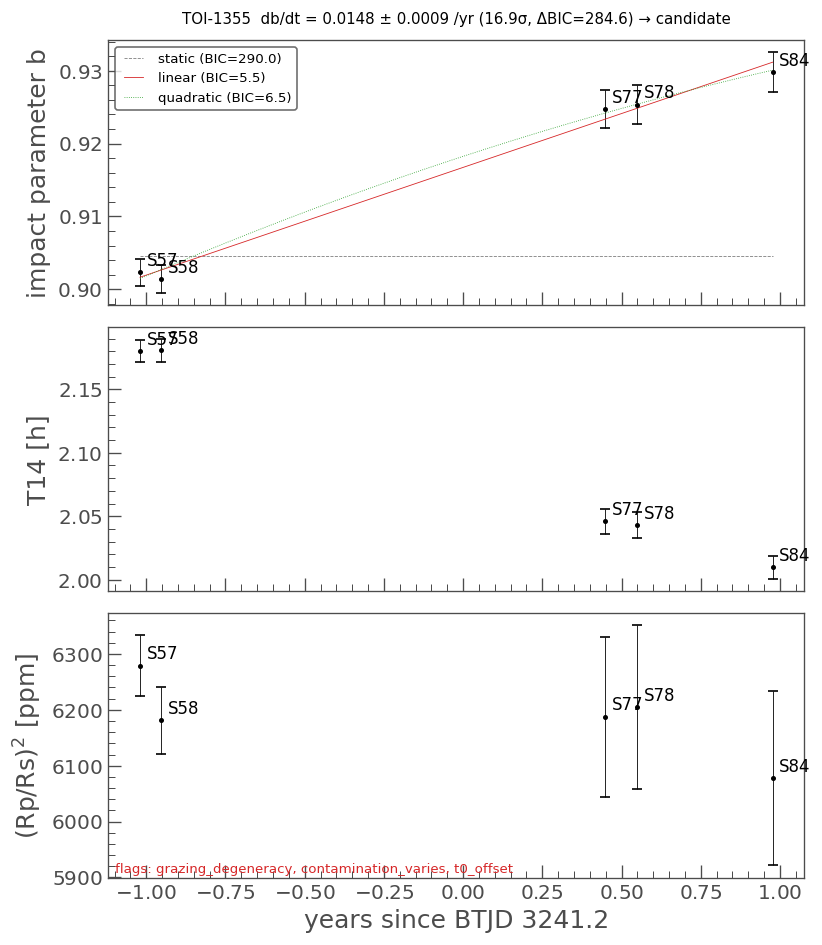 TOI-1355  db/dt = 0.0148 ± 0.0009 /yr (16.9σ, ΔBIC=284.6) → candidate
static (BIC=290.0)
linear (BIC=5.5)
quadratic (BIC=6.5)
impact parameter b
0.93
0.92
0.91
0.90
S57
S58
S77
S78
S84
T14 [h]
2.15
2.10
2.05
2.00
S57
S58
S77
S78
S84
(Rp/Rs)² [ppm]
6300
6200
6100
6000
5900
S57
S58
S77
S78
S84
flags: grazing_degeneracy, contamination_varies, t0_offset
−1.00 −0.75 −0.50 −0.25 0.00 0.25 0.50 0.75 1.00
years since BTJD 3241.2